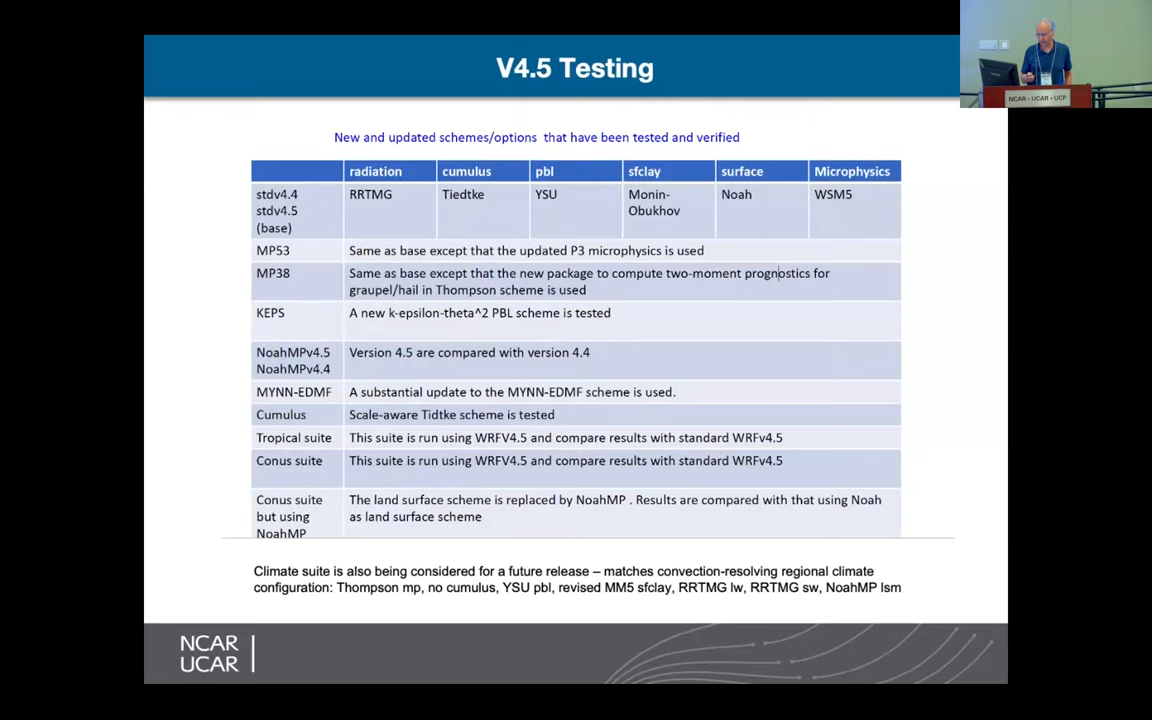 V4.5 Testing
New and updated schemes/options that have been tested and verified
radiation cumulus pbl sfclay surface Microphysics
stdv4.4 RRTMG Tiedtke YSU Monin- Noah WSM5
stdv4.5 Obukhov
(base)
MP53 Same as base except that the updated P3 microphysics is used
MP38 Same as base except that the new package to compute two-moment prognostics for
graupel/hail in Thompson scheme is used
KEPS A new k-epsilon-theta^2 PBL scheme is tested
NoahMPv4.5 Version 4.5 are compared with version 4.4
NoahMPv4.4
MYNN-EDMF A substantial update to the MYNN-EDMF scheme is used.
Cumulus Scale-aware Tidtke scheme is tested
Tropical suite This suite is run using WRFV4.5 and compare results with standard WRFv4.5
Conus suite This suite is run using WRFV4.5 and compare results with standard WRFv4.5
Conus suite The land surface scheme is replaced by NoahMP . Results are compared with that using Noah
but using as land surface scheme
NoahMP
Climate suite is also being considered for a future release – matches convection-resolving regional climate
configuration: Thompson mp, no cumulus, YSU pbl, revised MM5 sfclay, RRTMG lw, RRTMG sw, NoahMP lsm
NCAR
UCAR
NCAR • UCAR • UCP